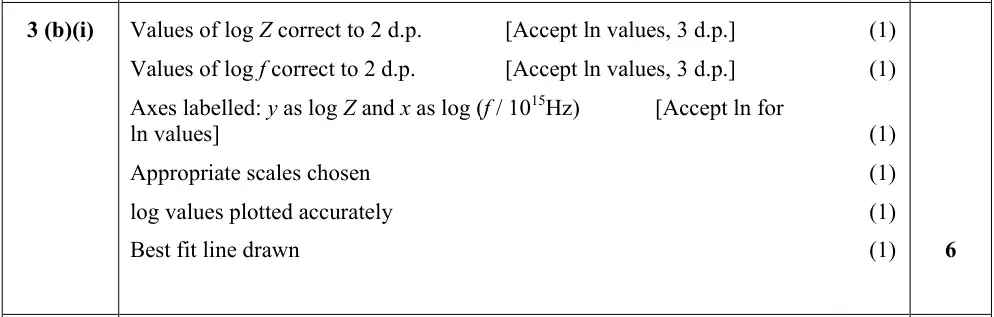 3 (b)(i) Values of log Z correct to 2 d.p. [Accept ln values, 3 d.p.] (1)
Values of log f correct to 2 d.p. [Accept ln values, 3 d.p.] (1)
Axes labelled: y as log Z and x as log (f / 10¹⁵Hz) [Accept ln for
ln values] (1)
Appropriate scales chosen (1)
log values plotted accurately (1)
Best fit line drawn (1) 6